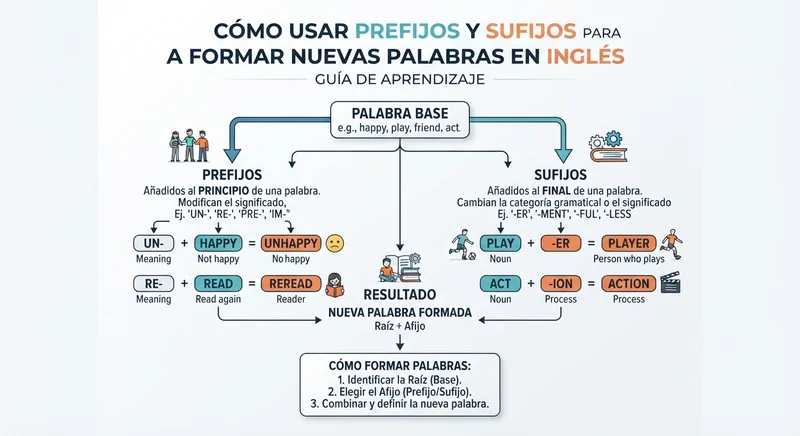 CÓMO USAR PREFIJOS Y SUFIJOS PARA
A FORMAR NUEVAS PALABRAS EN INGLÉS
GUÍA DE APRENDIZAJE
PALABRA BASE
e.g., happy, play, friend, act.
PREFIJOS
Añadidos al PRINCIPIO de una palabra.
Modifican el significado,
Ej. 'UN-', 'RE-', 'PRE-', 'IM-'
UN- + HAPPY = UNHAPPY
Meaning Not happy No happy
RE- + READ = REREAD
Meaning Read again Reader
SUFIJOS
Añadidos al FINAL de una palabra.
Cambian la categoría gramatical o el significado
Ej. '-ER', '-MENT', '-FUL', '-LESS
PLAY + -ER = PLAYER
Noun Person who plays
ACT + -ION = ACTION
Noun Process Process
RESULTADO
NUEVA PALABRA FORMADA
Raíz + Afijo
CÓMO FORMAR PALABRAS:
1. Identificar la Raíz (Base).
2. Elegir el Afijo (Prefijo/Sufijo).
3. Combinar y definir la nueva palabra.